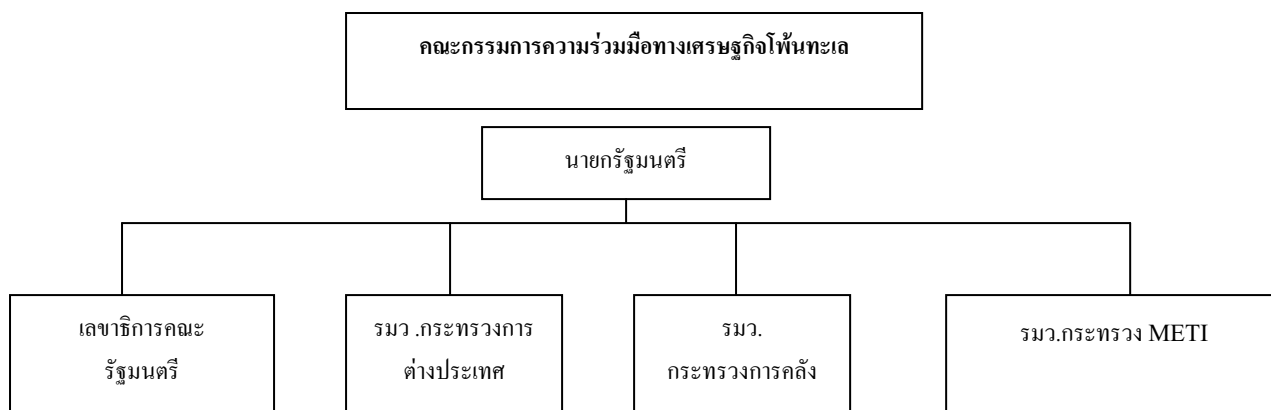 คณะกรรมการความร่วมมือทางเศรษฐกิจโพ้นทะเล
นายกรัฐมนตรี
เลขาธิการคณะ
รัฐมนตรี
รมว .กระทรวงการ
ต่างประเทศ
รมว.
กระทรวงการคลัง
รมว.กระทรวง METI